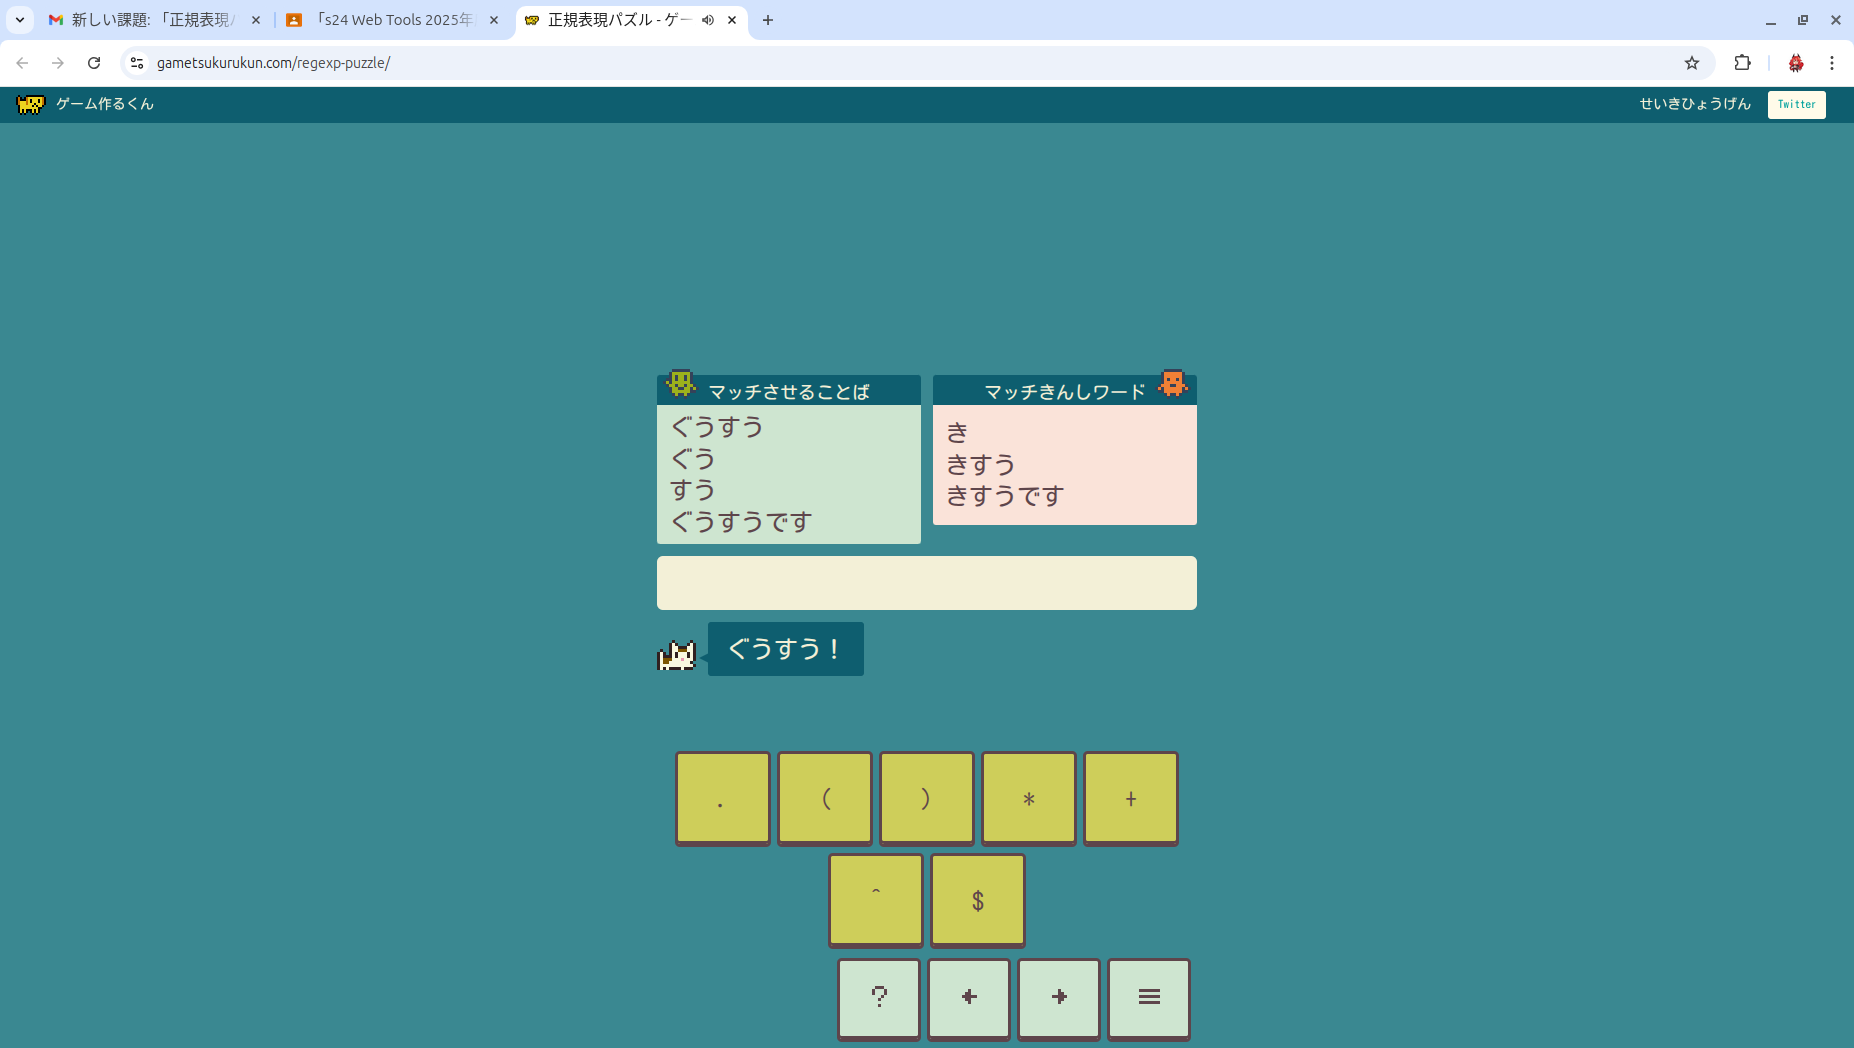 新しい課題: 「正規表現パ
「s24 Web Tools 2025年
正規表現パズル - ゲー
gametsukurukun.com/regexp-puzzle/
ゲーム作るくん
せいきひょうげん
Twitter
マッチさせることば
ぐうすう
ぐう
すう
ぐうすうです
マッチきんしワード
き
きすう
きすうです
ぐうすう！
. ( ) * +
^ $
?